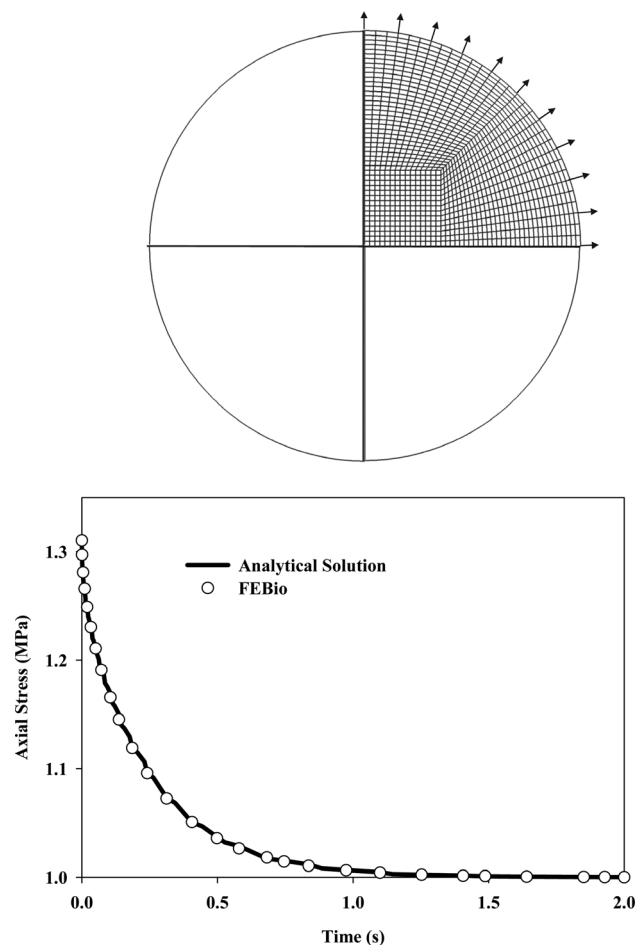 1.3
1.2
1.1
1.0
Axial Stress (MPa)
Analytical Solution
FEBio
0.0 0.5 1.0 1.5 2.0
Time (s)